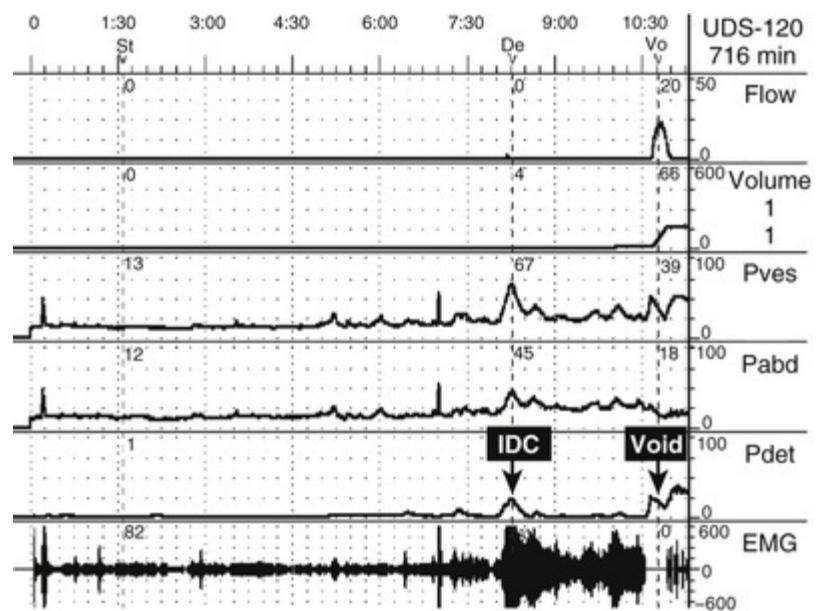 0 1:30 3:00 4:30 6:00 7:30 9:00 10:30 UDS-120
St De Vo 716 min
0 0 20 50 Flow
0
0 4 66 600 Volume
1
0 1
13 67 39 100 Pves
0
12 45 18 100 Pabd
0
1 IDC Void 100 Pdet
0
82 0 600 EMG
0
-600